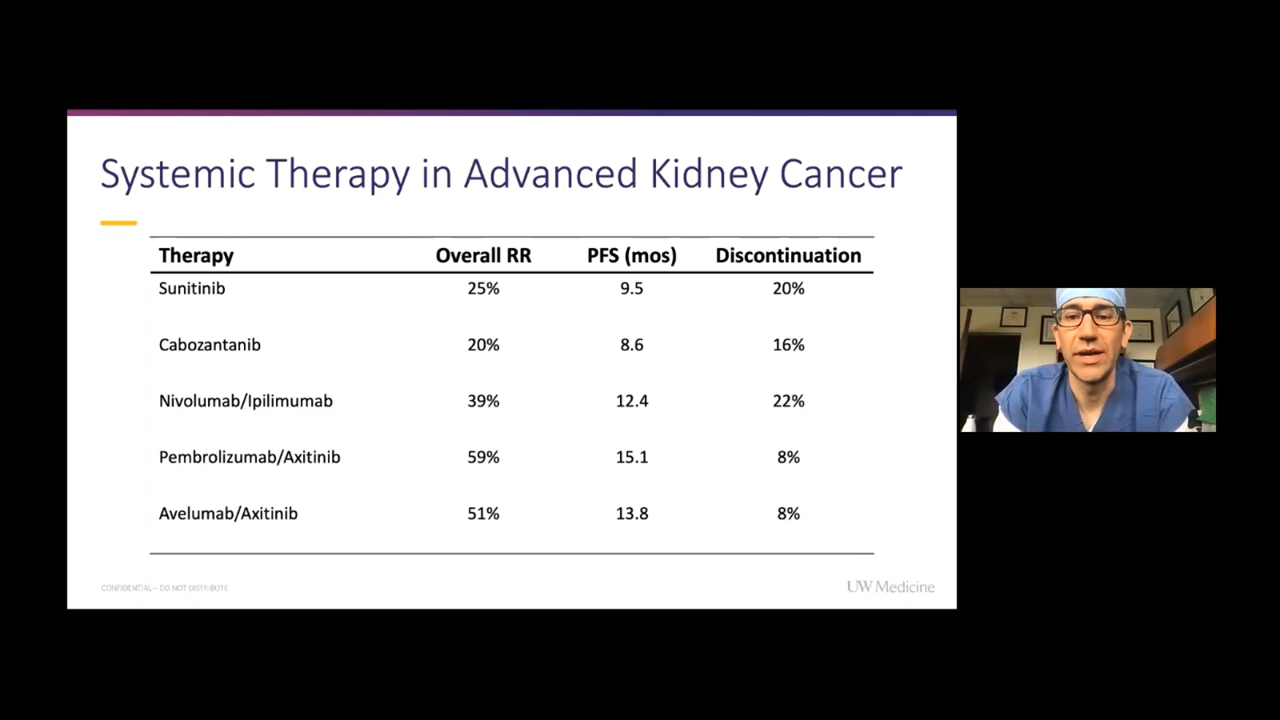 Systemic Therapy in Advanced Kidney Cancer
Therapy Overall RR PFS (mos) Discontinuation
Sunitinib 25% 9.5 20%
Cabozantanib 20% 8.6 16%
Nivolumab/Ipilimumab 39% 12.4 22%
Pembrolizumab/Axitinib 59% 15.1 8%
Avelumab/Axitinib 51% 13.8 8%
CONFIDENTIAL – DO NOT DISTRIBUTE
UW Medicine